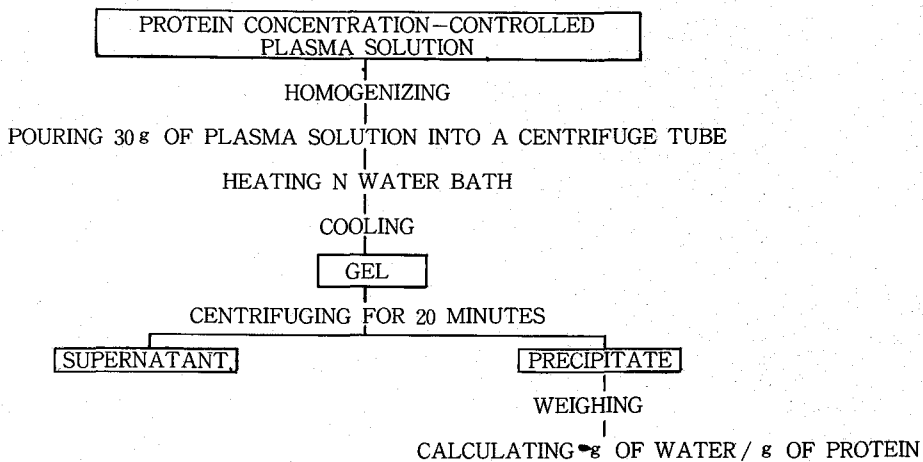 PROTEIN CONCENTRATION-CONTROLLED
PLASMA SOLUTION
HOMOGENIZING
POURING 30 g OF PLASMA SOLUTION INTO A CENTRIFUGE TUBE
HEATING N WATER BATH
COOLING
GEL
CENTRIFUGING FOR 20 MINUTES
SUPERNATANT
PRECIPITATE
WEIGHING
CALCULATING g OF WATER / g OF PROTEIN